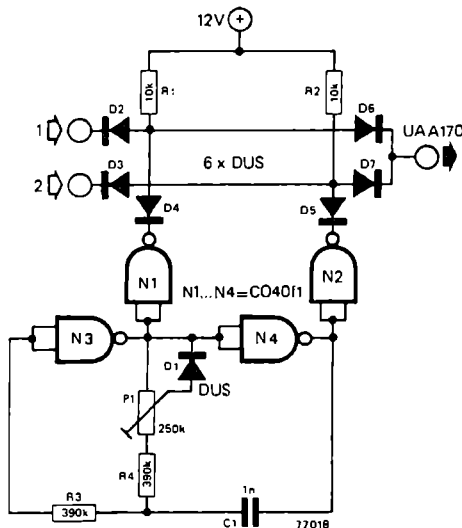 12V
10k
R1
10k
R2
1
D2
D6
UAA170
6 x DUS
2
D3
D7
D4
D5
N1
N2
N1...N4=CO4011
N3
N4
D1
DUS
P1
250k
R4
390k
R3
390k
1n
C1
77018